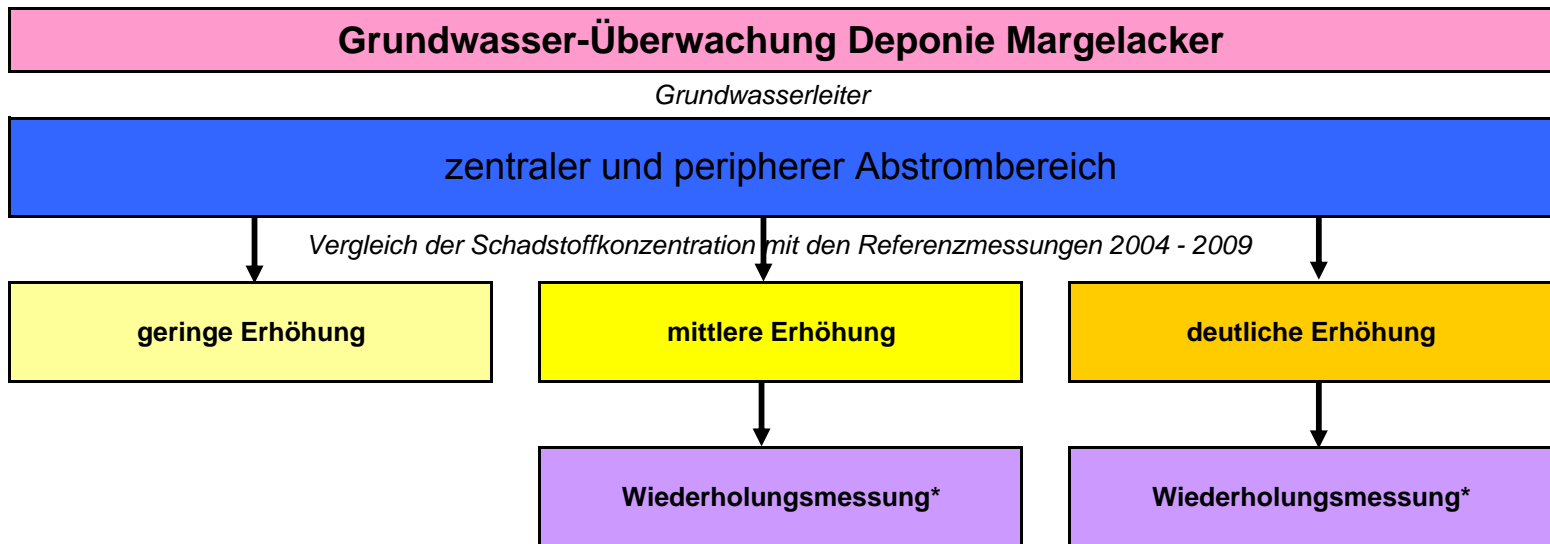 Grundwasser-Überwachung Deponie Margelacker
Grundwasserleiter
zentraler und peripherer Abstrombereich
Vergleich der Schadstoffkonzentration mit den Referenzmessungen 2004 - 2009
geringe Erhöhung
mittlere Erhöhung
deutliche Erhöhung
Wiederholungsmessung*
Wiederholungsmessung*